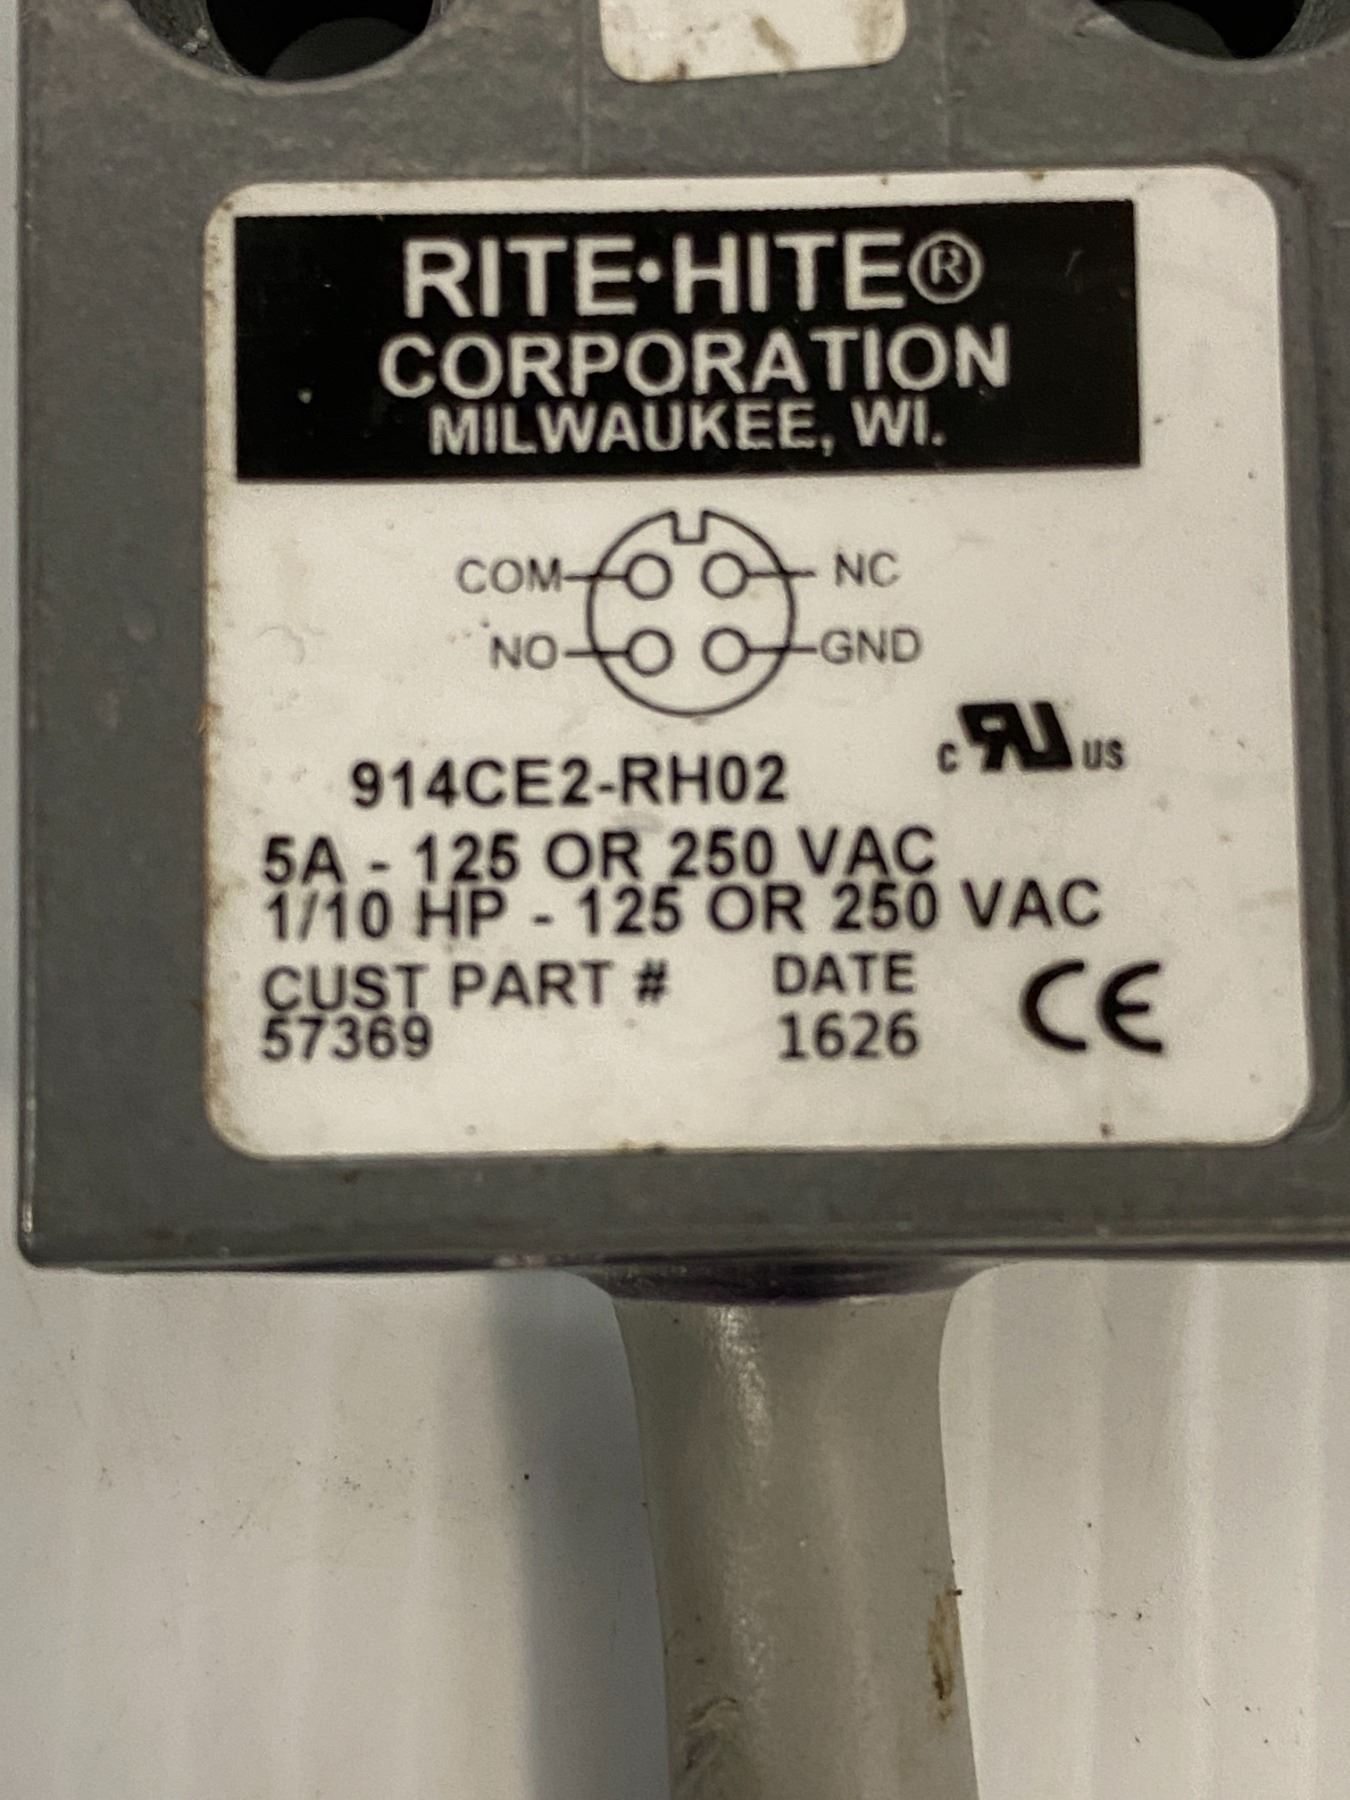 RITE•HITE®
CORPORATION
MILWAUKEE, WI.
COM NC
NO GND
914CE2-RH02
c RU US
5A - 125 OR 250 VAC
1/10 HP - 125 OR 250 VAC
CUST PART # DATE
57369 1626
CE